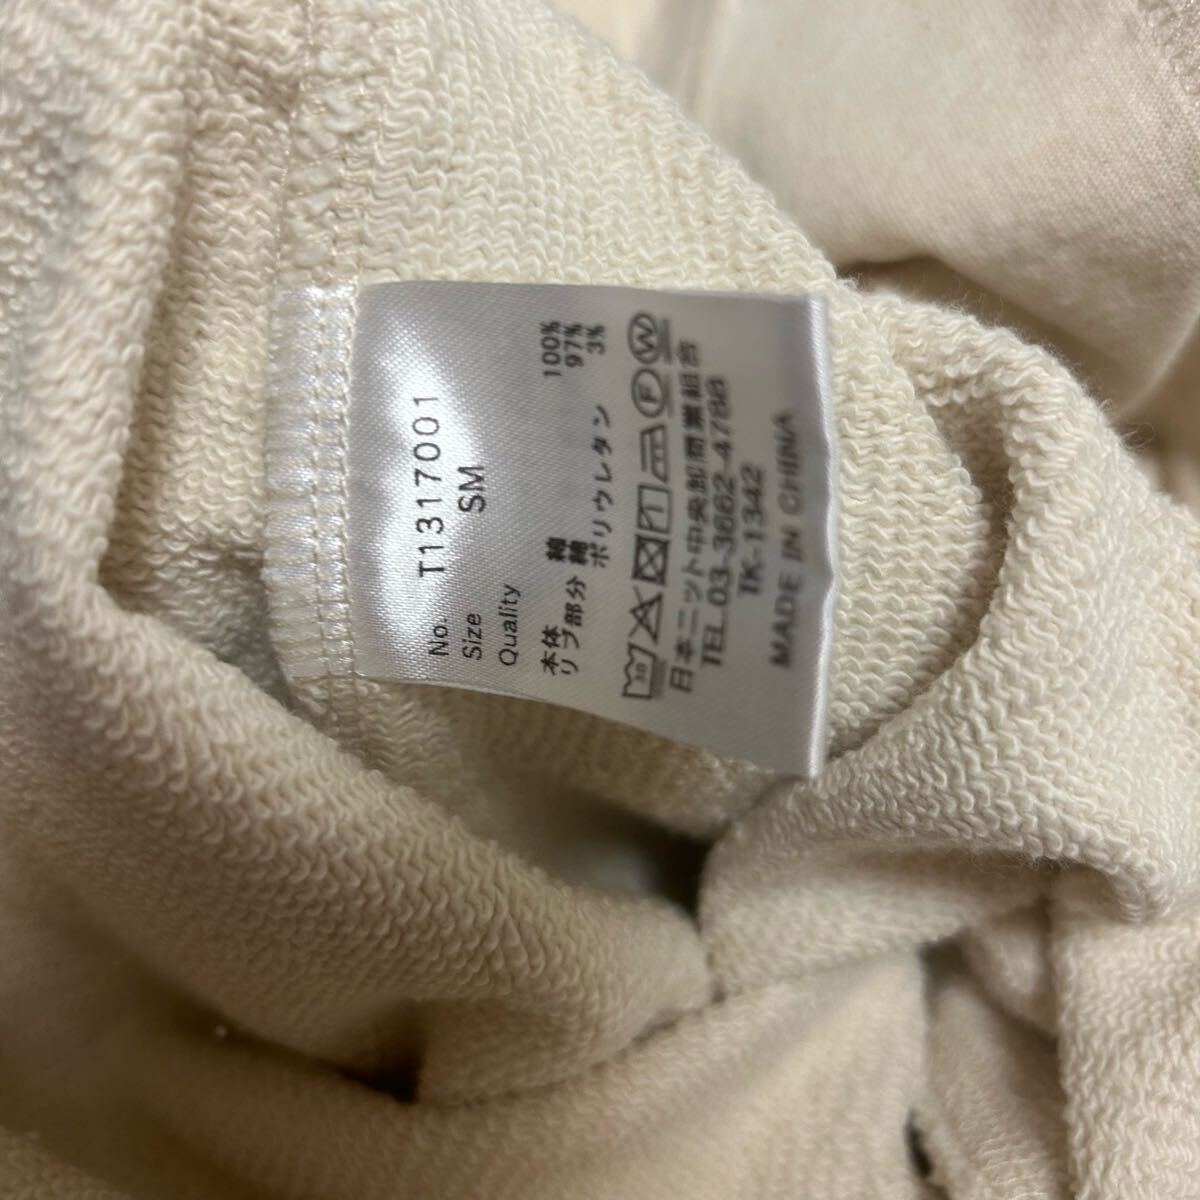 No. T1317001
Size SM
Quality
本体 綿 100%
リブ部分 綿 97%
ポリウレタン 3%
30 F W
日本ニット中央卸商業組合
TEL.03-3662-4788
TK-1342
MADE IN CHINA